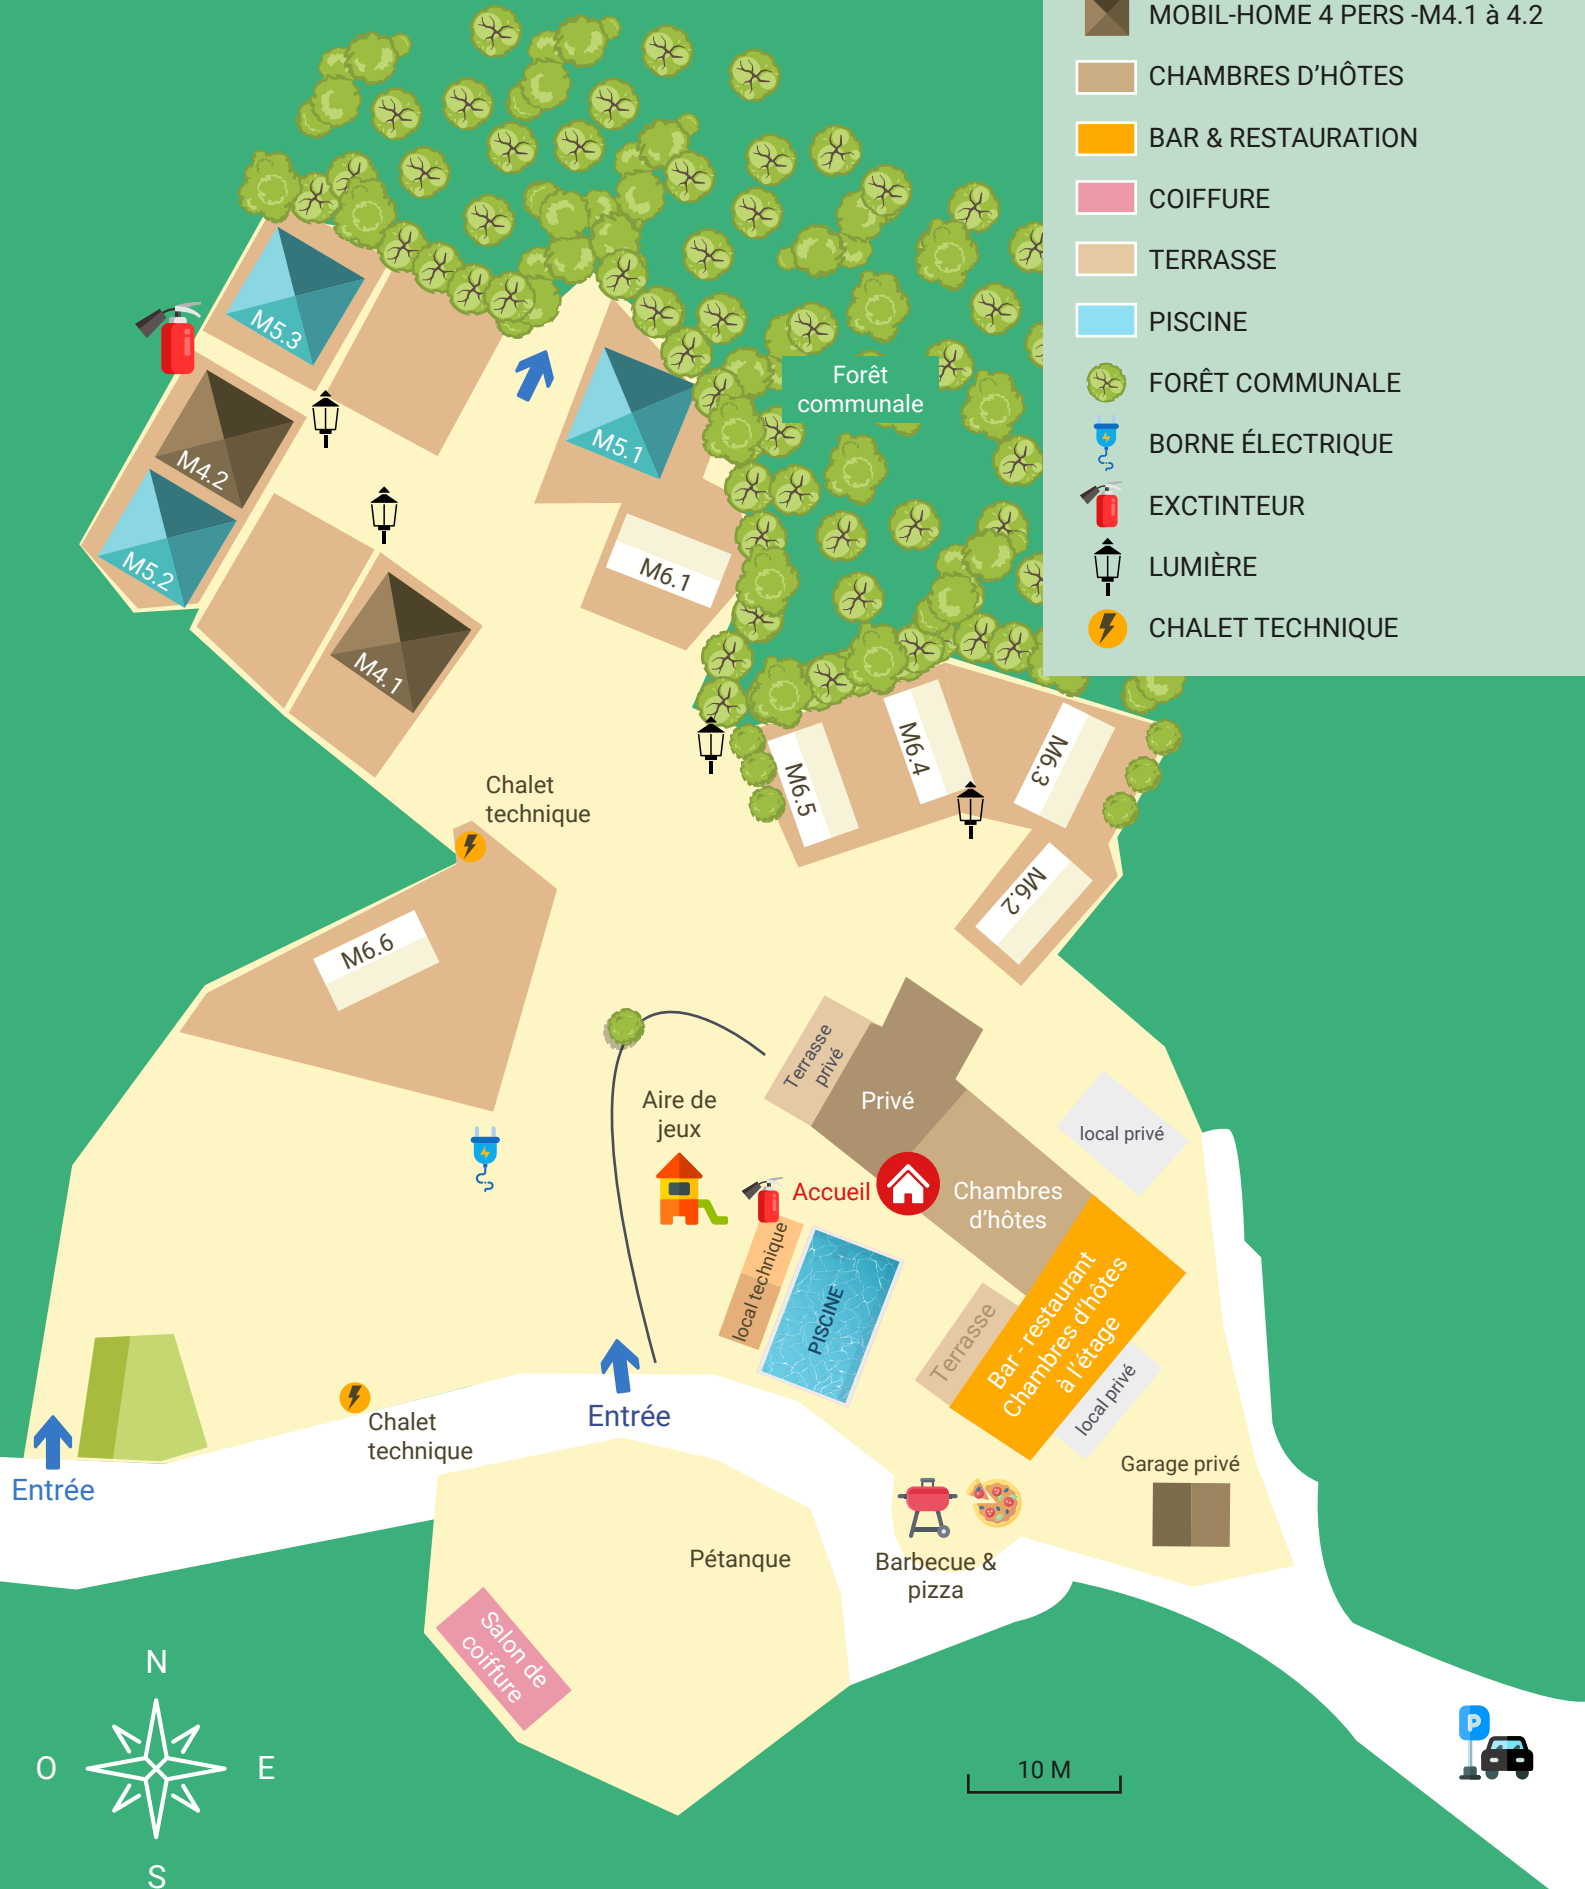 MOBIL-HOME 4 PERS -M4.1 à 4.2
CHAMBRES D'HÔTES
BAR & RESTAURATION
COIFFURE
TERRASSE
PISCINE
FORÊT COMMUNALE
BORNE ÉLECTRIQUE
EXCTINTEUR
LUMIÈRE
CHALET TECHNIQUE
M5.3
M4.2
M5.2
M4.1
M5.1
M6.1
Forêt
communale
M6.5
M6.4
M6.3
M6.2
Chalet
technique
M6.6
Terrasse
privé
Privé
Aire de
jeux
local privé
Accueil
Chambres
d'hôtes
local technique
PISCINE
Terrasse
Bar - restaurant
Chambres d'hôtes
à l'étage
local privé
Entrée
Chalet
technique
Entrée
Garage privé
Pétanque
Barbecue &
pizza
Salon de
coiffure
N
O
E
S
10 M
P